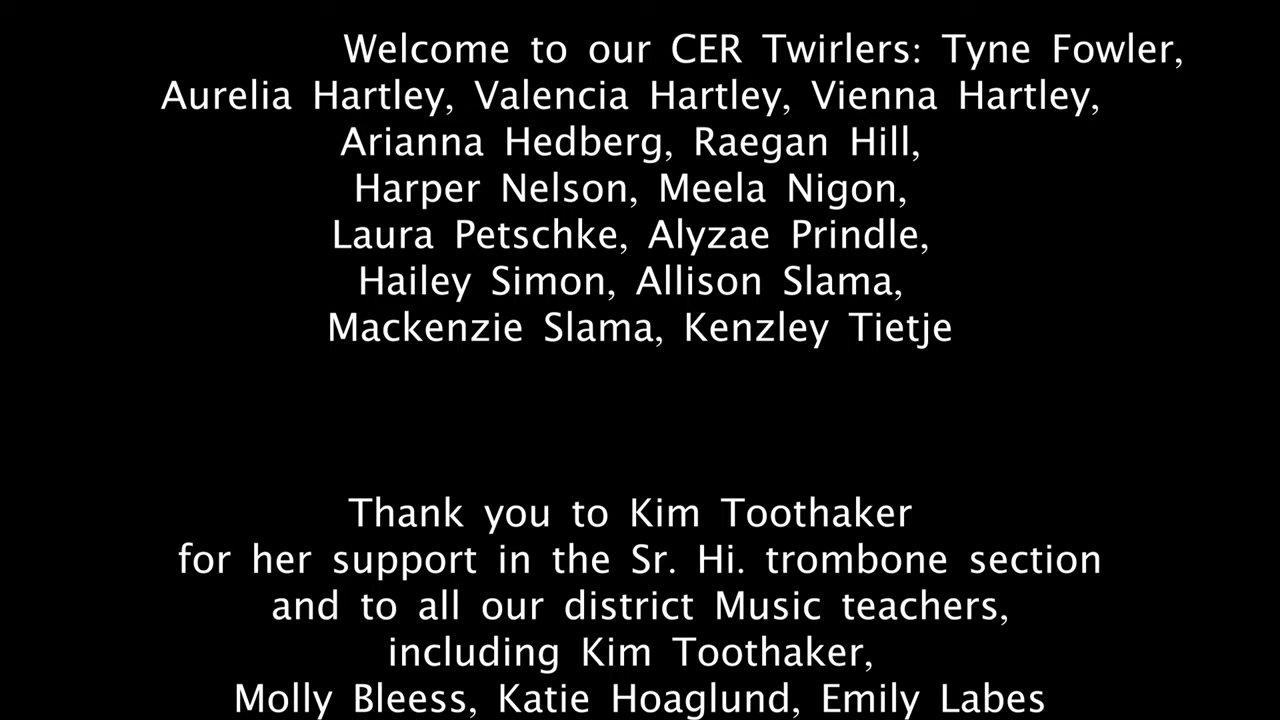 Welcome to our CER Twirlers: Tyne Fowler,
Aurelia Hartley, Valencia Hartley, Vienna Hartley,
Arianna Hedberg, Raegan Hill,
Harper Nelson, Meela Nigon,
Laura Petschke, Alyzae Prindle,
Hailey Simon, Allison Slama,
Mackenzie Slama, Kenzley Tietje
Thank you to Kim Toothaker
for her support in the Sr. Hi. trombone section
and to all our district Music teachers,
including Kim Toothaker,
Molly Bleess, Katie Hoaglund, Emily Labes